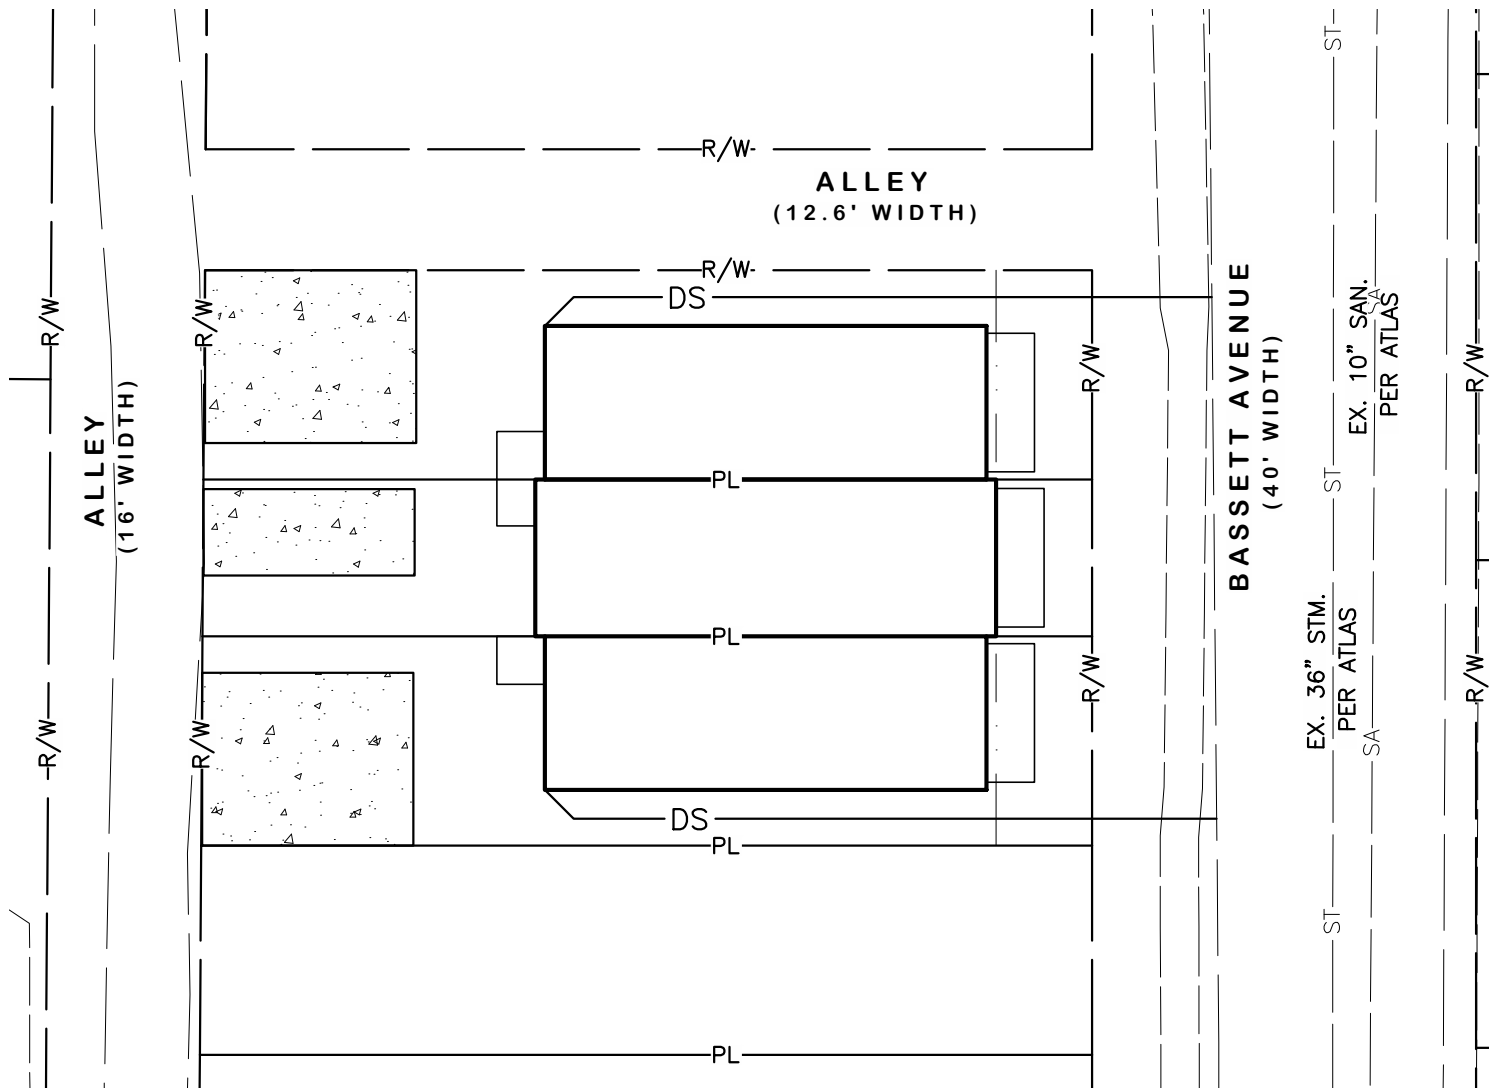 ST
R/W
ALLEY
(12.6' WIDTH)
R/W
R/W
R/W
DS
BASSETT AVENUE
(40' WIDTH)
EX. 10" SAN.
PER ATLAS
SA
R/W
R/W
ALLEY
(16' WIDTH)
PL
ST
PL
EX. 36" STM.
PER ATLAS
R/W
R/W
R/W
R/W
SA
DS
PL
ST
PL